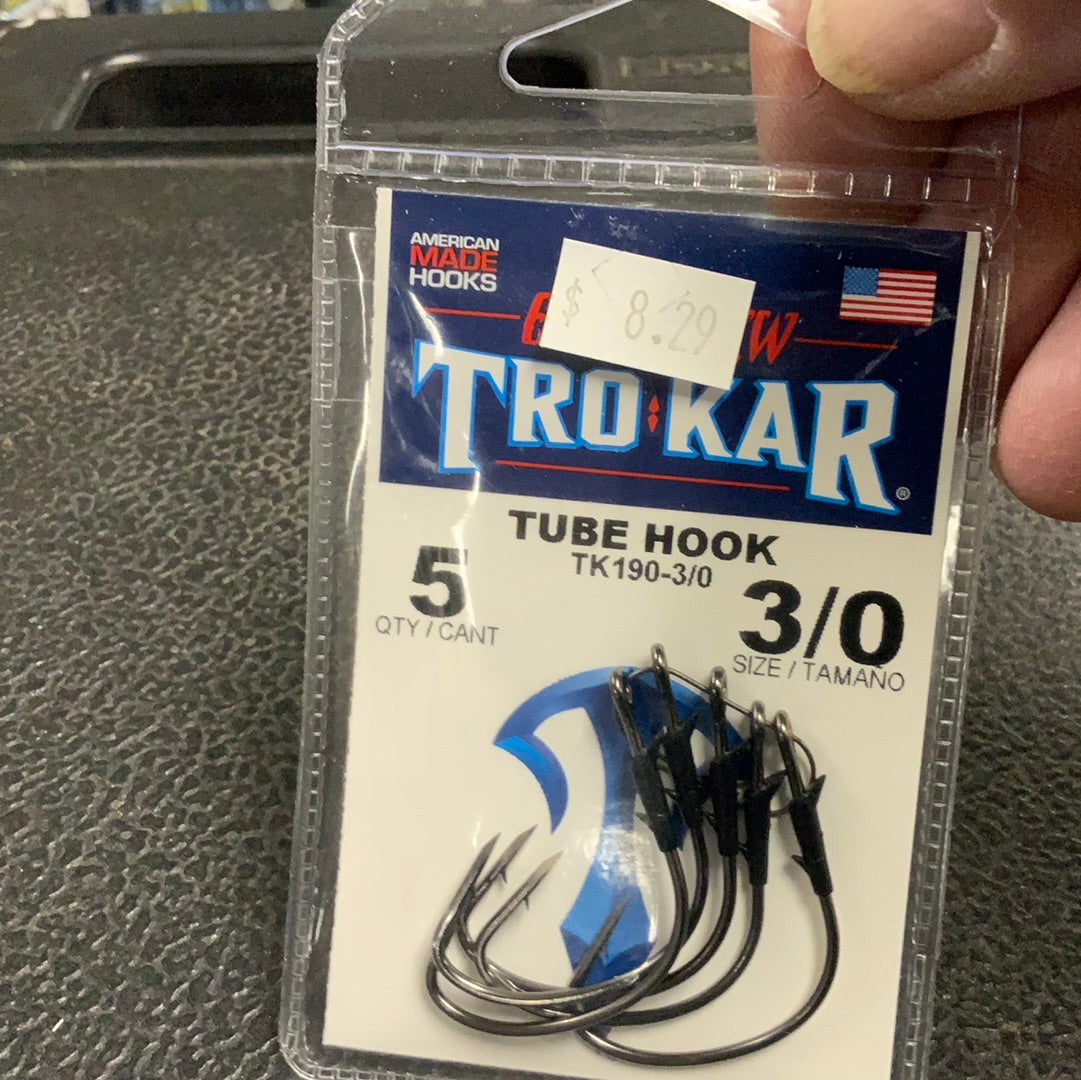 AMERICAN
MADE
HOOKS
$ 8.29
TRO KAR®
TUBE HOOK
TK190-3/0
5
QTY / CANT
3/0
SIZE / TAMAÑO